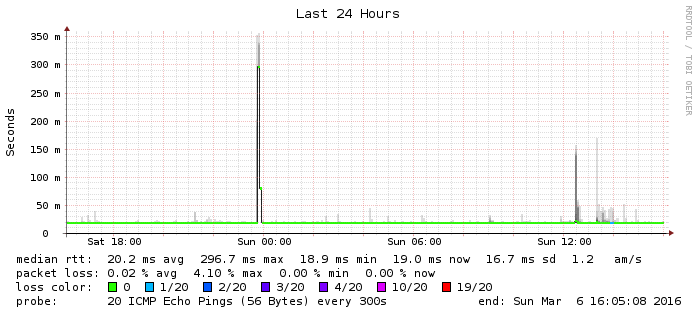 Last 24 Hours
RRDTOOL / TOBI OETIKER
Seconds
350 m
300 m
250 m
200 m
150 m
100 m
50 m
0
Sat 18:00 Sun 00:00 Sun 06:00 Sun 12:00
median rtt: 20.2 ms avg 296.7 ms max 18.9 ms min 19.0 ms now 16.7 ms sd 1.2 am/s
packet loss: 0.02 % avg 4.10 % max 0.00 % min 0.00 % now
loss color: 0 1/20 2/20 3/20 4/20 10/20 19/20
probe: 20 ICMP Echo Pings (56 Bytes) every 300s end: Sun Mar 6 16:05:08 2016